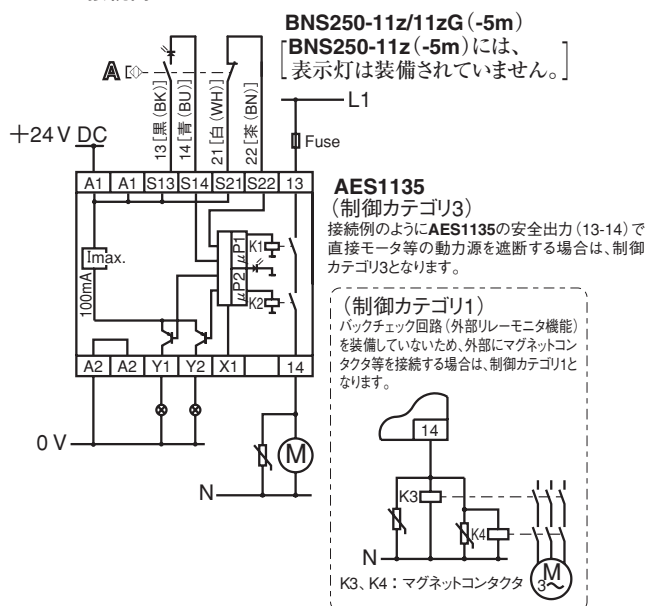 BNS250-11z/11zG(-5m)
BNS250-11z(-5m)には、
表示灯は装備されていません。
A
13[黒(BK)]
14[青(BU)]
21[白(WH)]
22[茶(BN)]
L1
Fuse
+24V DC
A1 A1 S13 S14 S21 S22 13
Imax.
100mA
μP1
μP2
K1
K2
A2 A2 Y1 Y2 X1 14
0 V
M
N
AES1135
(制御カテゴリ3)
接続例のようにAES1135の安全出力(13-14)で
直接モータ等の動力源を遮断する場合は、制御
カテゴリ3となります。
(制御カテゴリ1)
バックチェック回路(外部リレーモニタ機能)
を装備していないため、外部にマグネットコン
タクタ等を接続する場合は、制御カテゴリ1と
なります。
14
K3
K4
N
M
3~
K3、K4:マグネットコンタクタ